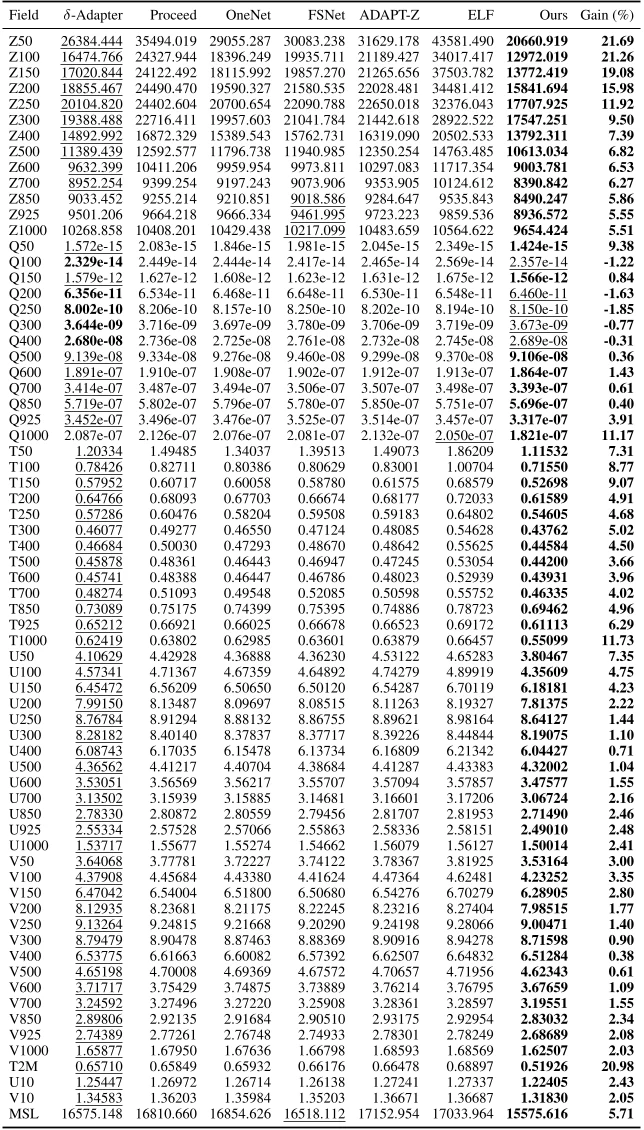 Field δ-Adapter Proceed OneNet FSNet ADAPT-Z ELF Ours Gain (%)
Z50 26384.444 35494.019 29055.287 30083.238 31629.178 43581.490 20660.919 21.69
Z100 16474.766 24327.944 18396.249 19935.711 21189.427 34017.417 12972.019 21.26
Z150 17020.844 24122.492 18115.992 19857.270 21265.656 37503.782 13772.419 19.08
Z200 18855.467 24490.470 19590.327 21580.535 22028.481 34481.412 15841.694 15.98
Z250 20104.820 24402.604 20700.654 22090.788 22650.018 32376.043 17707.925 11.92
Z300 19388.488 22716.411 19957.603 21041.784 21442.618 28922.522 17547.251 9.50
Z400 14892.992 16872.329 15389.543 15762.731 16319.090 20502.533 13792.311 7.39
Z500 11389.439 12592.577 11796.738 11940.985 12350.254 14763.485 10613.034 6.82
Z600 9632.399 10411.206 9959.954 9973.811 10297.083 11717.354 9003.781 6.53
Z700 8952.254 9399.254 9197.243 9073.906 9353.905 10124.612 8390.842 6.27
Z850 9033.452 9255.214 9210.851 9018.586 9284.647 9535.843 8490.247 5.86
Z925 9501.206 9664.218 9666.334 9461.995 9723.223 9859.536 8936.572 5.55
Z1000 10268.858 10408.201 10429.438 10217.099 10483.659 10564.622 9654.424 5.51
Q50 1.572e-15 2.083e-15 1.846e-15 1.981e-15 2.045e-15 2.349e-15 1.424e-15 9.38
Q100 2.329e-14 2.449e-14 2.444e-14 2.417e-14 2.465e-14 2.569e-14 2.357e-14 -1.22
Q150 1.579e-12 1.627e-12 1.608e-12 1.623e-12 1.631e-12 1.675e-12 1.566e-12 0.84
Q200 6.356e-11 6.534e-11 6.468e-11 6.648e-11 6.530e-11 6.548e-11 6.460e-11 -1.63
Q250 8.002e-10 8.206e-10 8.157e-10 8.250e-10 8.202e-10 8.194e-10 8.150e-10 -1.85
Q300 3.644e-09 3.716e-09 3.697e-09 3.780e-09 3.706e-09 3.719e-09 3.673e-09 -0.77
Q400 2.680e-08 2.736e-08 2.725e-08 2.761e-08 2.732e-08 2.745e-08 2.689e-08 -0.31
Q500 9.139e-08 9.334e-08 9.276e-08 9.460e-08 9.299e-08 9.370e-08 9.106e-08 0.36
Q600 1.891e-07 1.910e-07 1.908e-07 1.902e-07 1.912e-07 1.913e-07 1.864e-07 1.43
Q700 3.414e-07 3.487e-07 3.494e-07 3.506e-07 3.507e-07 3.498e-07 3.393e-07 0.61
Q850 5.719e-07 5.802e-07 5.796e-07 5.780e-07 5.850e-07 5.751e-07 5.696e-07 0.40
Q925 3.452e-07 3.496e-07 3.476e-07 3.525e-07 3.514e-07 3.457e-07 3.317e-07 3.91
Q1000 2.087e-07 2.126e-07 2.076e-07 2.081e-07 2.132e-07 2.050e-07 1.821e-07 11.17
T50 1.20334 1.49485 1.34037 1.39513 1.49073 1.86209 1.11532 7.31
T100 0.78426 0.82711 0.80386 0.80629 0.83001 1.00704 0.71550 8.77
T150 0.57952 0.60717 0.60058 0.58780 0.61575 0.68579 0.52698 9.07
T200 0.64766 0.68093 0.67703 0.66674 0.68177 0.72033 0.61589 4.91
T250 0.57286 0.60476 0.58204 0.59508 0.59183 0.64802 0.54605 4.68
T300 0.46077 0.49277 0.46550 0.47124 0.48085 0.54628 0.43762 5.02
T400 0.46684 0.50030 0.47293 0.48670 0.48642 0.55625 0.44584 4.50
T500 0.45878 0.48361 0.46443 0.46947 0.47245 0.53054 0.44200 3.66
T600 0.45741 0.48388 0.46447 0.46786 0.48023 0.52939 0.43931 3.96
T700 0.48274 0.51093 0.49548 0.52085 0.50598 0.55752 0.46335 4.02
T850 0.73089 0.75175 0.74399 0.75395 0.74886 0.78723 0.69462 4.96
T925 0.65212 0.66921 0.66025 0.66678 0.66523 0.69172 0.61113 6.29
T1000 0.62419 0.63802 0.62985 0.63601 0.63879 0.66457 0.55099 11.73
U50 4.10629 4.42928 4.36888 4.36230 4.53122 4.65283 3.80467 7.35
U100 4.57341 4.71367 4.67359 4.64892 4.74279 4.89919 4.35609 4.75
U150 6.45472 6.56209 6.50650 6.50120 6.54287 6.70119 6.18181 4.23
U200 7.99150 8.13487 8.09697 8.08515 8.11263 8.19327 7.81375 2.22
U250 8.76784 8.91294 8.88132 8.86755 8.89621 8.98164 8.64127 1.44
U300 8.28182 8.40140 8.37837 8.37717 8.39226 8.44844 8.19075 1.10
U400 6.08743 6.17035 6.15478 6.13734 6.16809 6.21342 6.04427 0.71
U500 4.36562 4.41217 4.40704 4.38684 4.41287 4.43383 4.32002 1.04
U600 3.53051 3.56569 3.56217 3.55707 3.57094 3.57857 3.47577 1.55
U700 3.13502 3.15939 3.15885 3.14681 3.16601 3.17206 3.06724 2.16
U850 2.78330 2.80872 2.80559 2.79456 2.81707 2.81953 2.71490 2.46
U925 2.55334 2.57528 2.57066 2.55863 2.58336 2.58151 2.49010 2.48
U1000 1.53717 1.55677 1.55274 1.54662 1.56079 1.56127 1.50014 2.41
V50 3.64068 3.77781 3.72227 3.74122 3.78367 3.81925 3.53164 3.00
V100 4.37908 4.45684 4.43380 4.41624 4.47364 4.62481 4.23252 3.35
V150 6.47042 6.54004 6.51800 6.50680 6.54276 6.70279 6.28905 2.80
V200 8.12935 8.23681 8.21175 8.22245 8.23216 8.27404 7.98515 1.77
V250 9.13264 9.24815 9.21668 9.20290 9.24198 9.28066 9.00471 1.40
V300 8.79479 8.90478 8.87463 8.88369 8.90916 8.94278 8.71598 0.90
V400 6.53775 6.61663 6.60082 6.57392 6.62507 6.64832 6.51284 0.38
V500 4.65198 4.70008 4.69369 4.67572 4.70657 4.71956 4.62343 0.61
V600 3.71717 3.75429 3.74875 3.73889 3.76214 3.76795 3.67659 1.09
V700 3.24592 3.27496 3.27220 3.25908 3.28361 3.28597 3.19551 1.55
V850 2.89806 2.92135 2.91684 2.90510 2.93175 2.92954 2.83032 2.34
V925 2.74389 2.77261 2.76748 2.74933 2.78301 2.78249 2.68689 2.08
V1000 1.65877 1.67950 1.67636 1.66798 1.68593 1.68569 1.62507 2.03
T2M 0.65710 0.65849 0.65932 0.66176 0.66478 0.68897 0.51926 20.98
U10 1.25447 1.26972 1.26714 1.26138 1.27241 1.27337 1.22405 2.43
V10 1.34583 1.36203 1.35984 1.35203 1.36671 1.36687 1.31830 2.05
MSL 16575.148 16810.660 16854.626 16518.112 17152.954 17033.964 15575.616 5.71